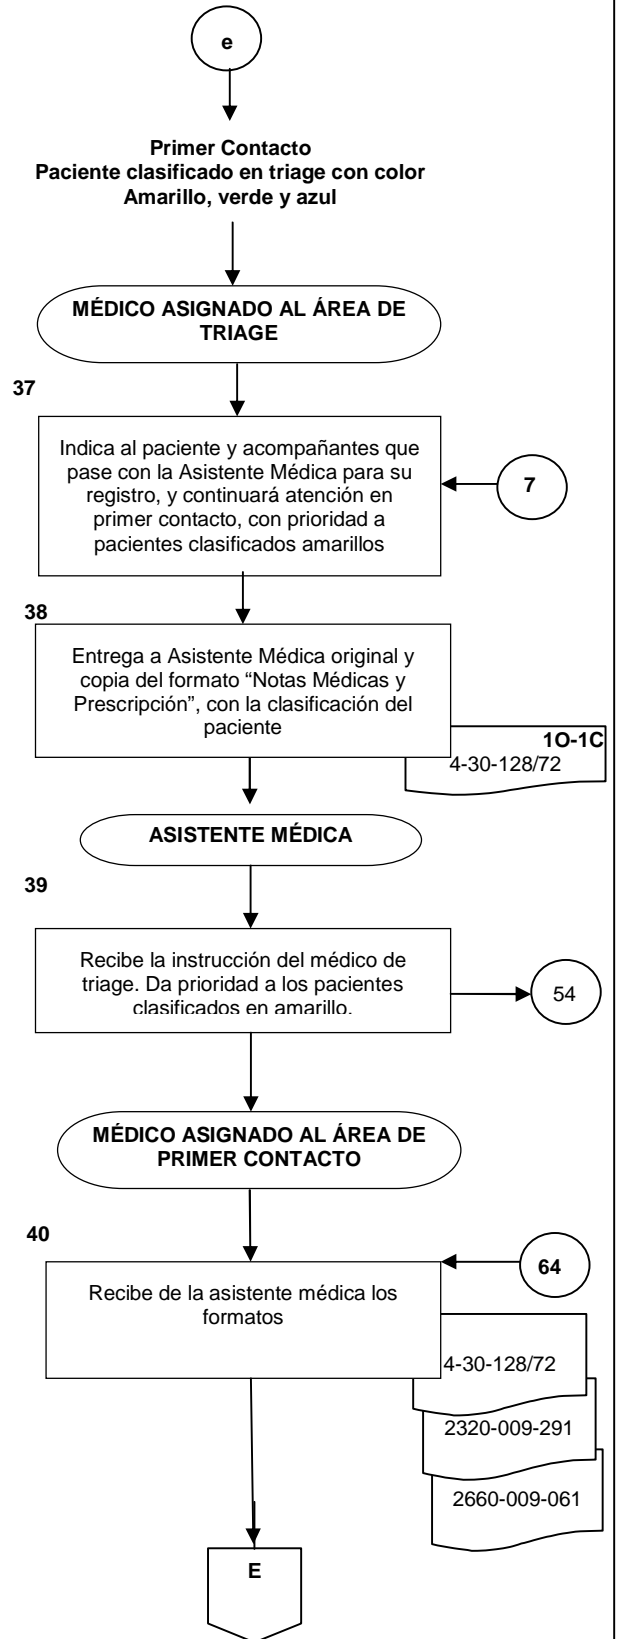 e
Primer Contacto
Paciente clasificado en triage con color
Amarillo, verde y azul
MÉDICO ASIGNADO AL ÁREA DE
TRIAGE
37
Indica al paciente y acompañantes que
pase con la Asistente Médica para su
registro, y continuará atención en
primer contacto, con prioridad a
pacientes clasificados amarillos
7
38
Entrega a Asistente Médica original y
copia del formato “Notas Médicas y
Prescripción”, con la clasificación del
paciente
1O-1C
4-30-128/72
ASISTENTE MÉDICA
39
Recibe la instrucción del médico de
triage. Da prioridad a los pacientes
clasificados en amarillo.
54
MÉDICO ASIGNADO AL ÁREA DE
PRIMER CONTACTO
40
64
Recibe de la asistente médica los
formatos
4-30-128/72
2320-009-291
2660-009-061
E